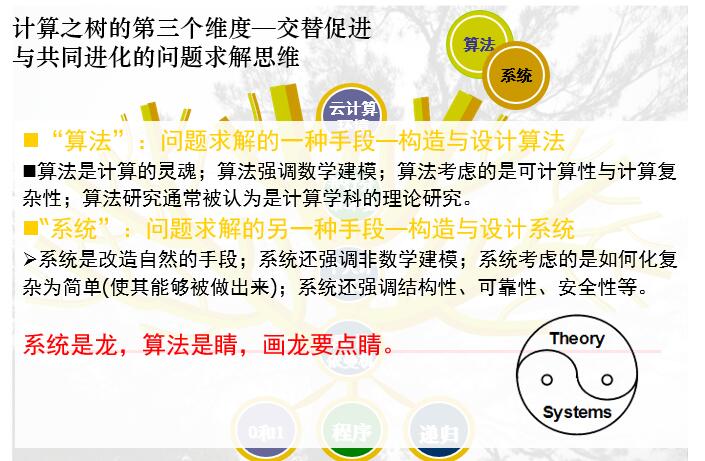 计算之树的第三个维度—交替促进
与共同进化的问题求解思维
算法
系统
云计算
■“算法”：问题求解的一种手段—构造与设计算法
■算法是计算的灵魂；算法强调数学建模；算法考虑的是可计算性与计算复
杂性；算法研究通常被认为是计算学科的理论研究。
■“系统”：问题求解的另一种手段—构造与设计系统
➢系统是改造自然的手段；系统还强调非数学建模；系统考虑的是如何化复
杂为简单(使其能够被做出来)；系统还强调结构性、可靠性、安全性等。
系统是龙，算法是睛，画龙要点睛。
Theory
Systems
0和1
程序
递归